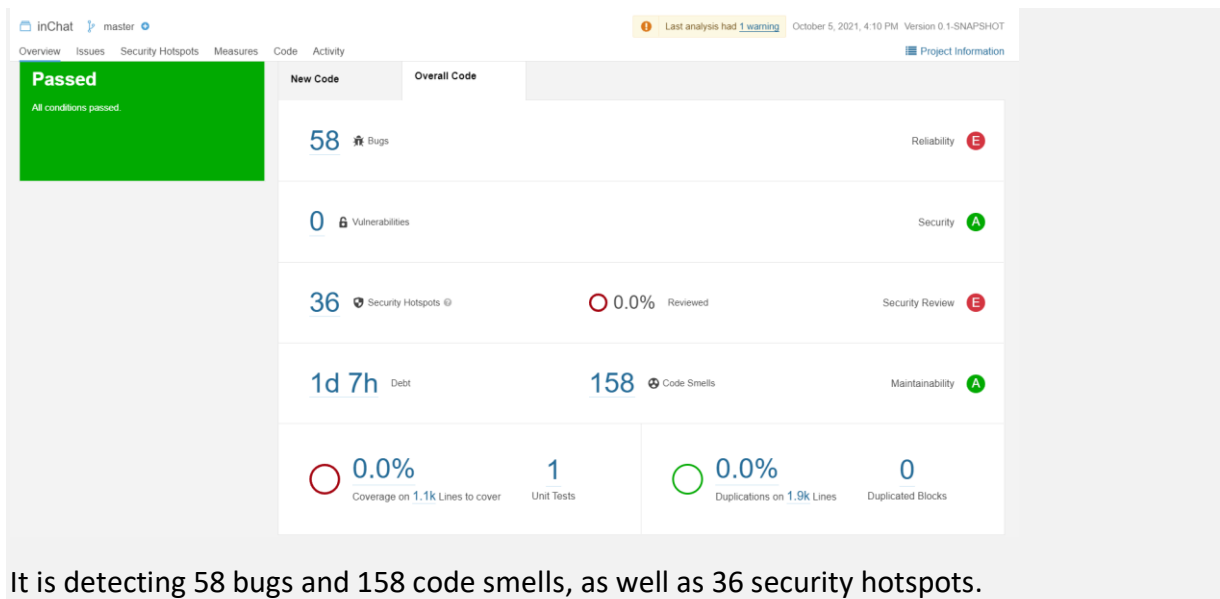 inChat master Last analysis had 1 warning October 5, 2021, 4:10 PM Version 0.1-SNAPSHOT
Overview Issues Security Hotspots Measures Code Activity Project Information
Passed
All conditions passed.
New Code Overall Code
58 Bugs Reliability E
0 Vulnerabilities Security A
36 Security Hotspots 0.0% Reviewed Security Review E
1d 7h Debt 158 Code Smells Maintainability A
0.0% 1 0.0% 0
Coverage on 1.1k Lines to cover Unit Tests Duplications on 1.9k Lines Duplicated Blocks
It is detecting 58 bugs and 158 code smells, as well as 36 security hotspots.